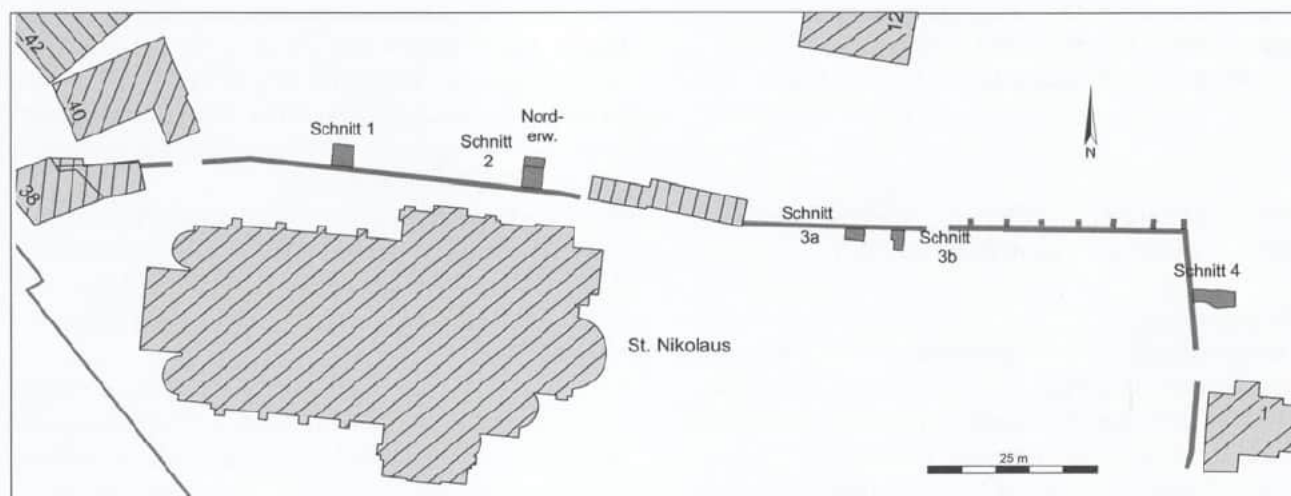 42
12
40
Nord-
erw.
Schnitt 1
Schnitt
2
N
38
Schnitt
3a
Schnitt
3b
Schnitt 4
St. Nikolaus
1
25 m